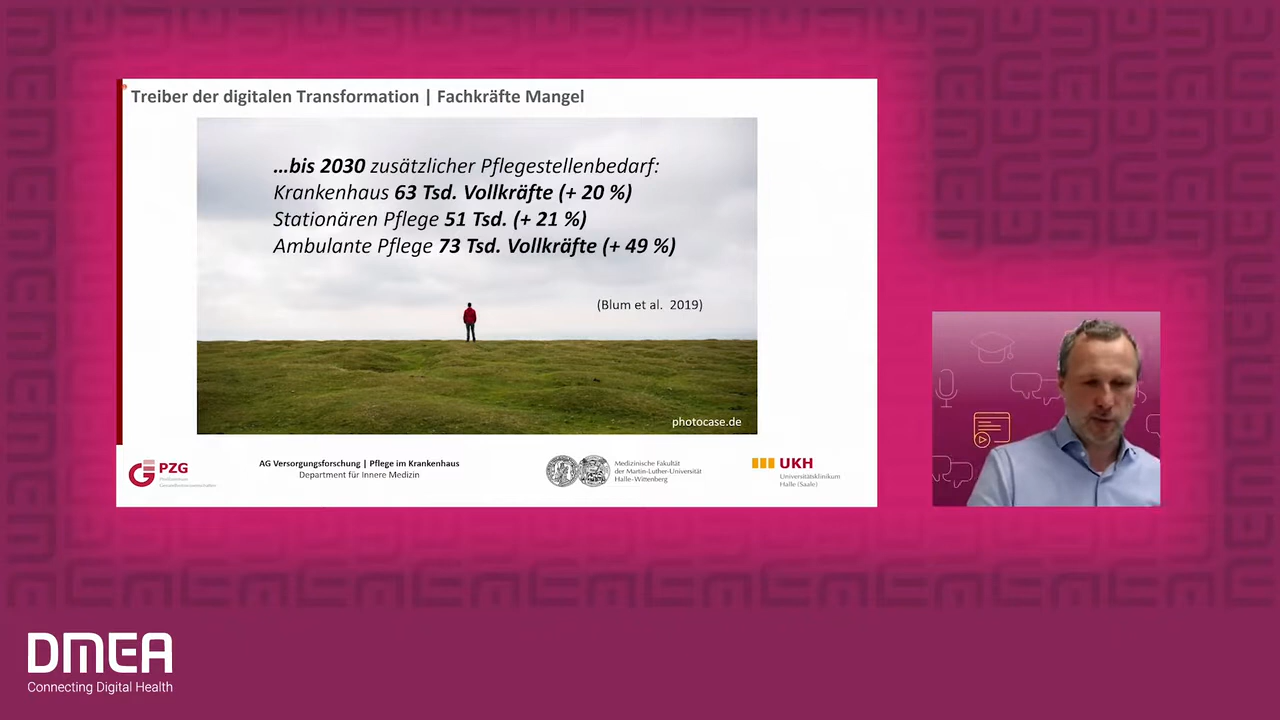 Treiber der digitalen Transformation | Fachkräfte Mangel
...bis 2030 zusätzlicher Pflegestellenbedarf:
Krankenhaus 63 Tsd. Vollkräfte (+ 20 %)
Stationären Pflege 51 Tsd. (+ 21 %)
Ambulante Pflege 73 Tsd. Vollkräfte (+ 49 %)
(Blum et al. 2019)
photocase.de
PZG
AG Versorgungsforschung | Pflege im Krankenhaus
Department für Innere Medizin
Medizinische Fakultät
der Martin-Luther-Universität
Halle-Wittenberg
UKH
Universitätsklinikum
Halle (Saale)
DMEA
Connecting Digital Health